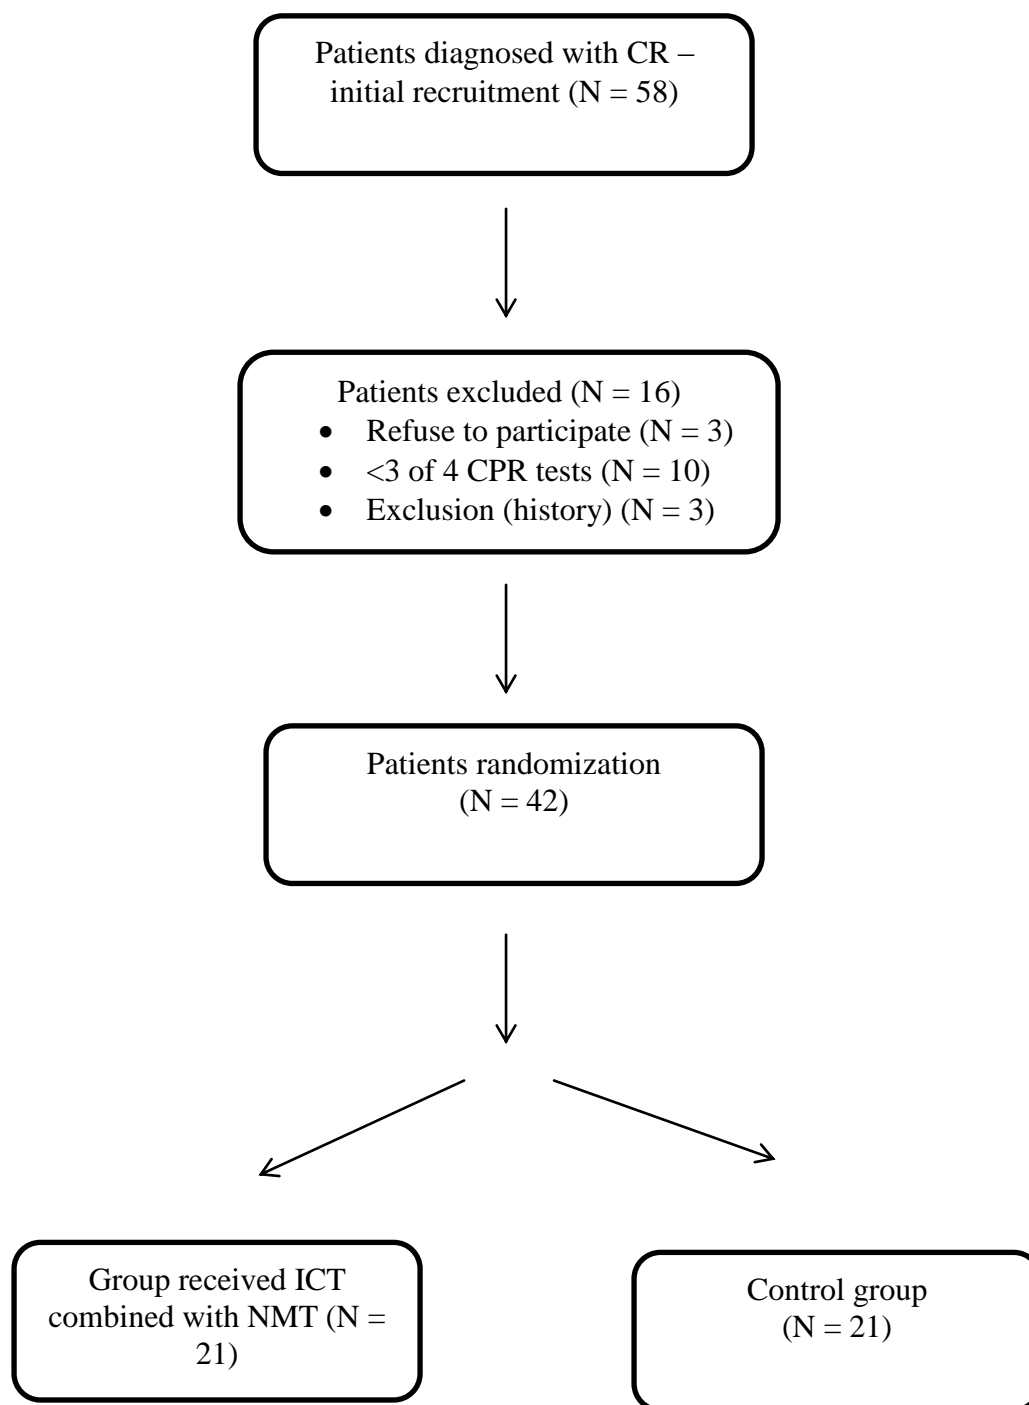 Patients diagnosed with CR –
initial recruitment (N = 58)
Patients excluded (N = 16)
• Refuse to participate (N = 3)
• <3 of 4 CPR tests (N = 10)
• Exclusion (history) (N = 3)
Patients randomization
(N = 42)
Group received ICT
combined with NMT (N =
21)
Control group
(N = 21)